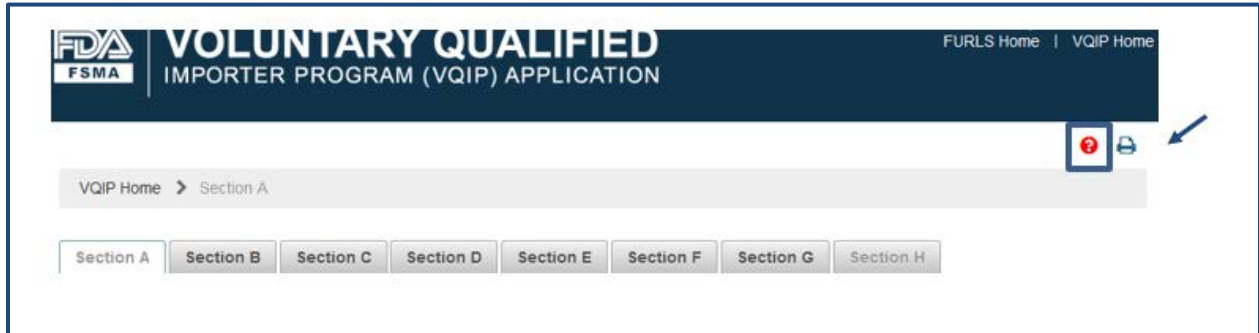 FDA
FSMA
VOLUNTARY QUALIFIED
IMPORTER PROGRAM (VQIP) APPLICATION
FURLS Home | VQIP Home
?
VQIP Home > Section A
Section A Section B Section C Section D Section E Section F Section G Section H